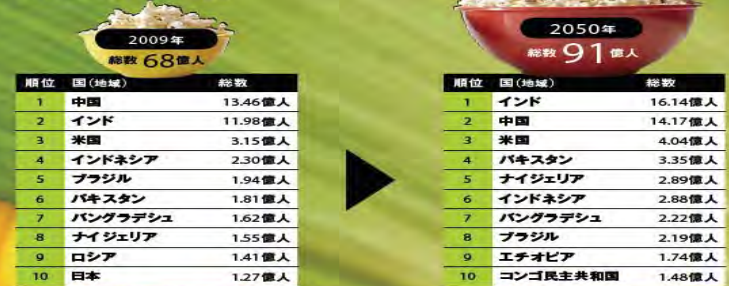 2009年
総数 68億人
順位 国(地域) 総数
1 中国 13.46億人
2 インド 11.98億人
3 米国 3.15億人
4 インドネシア 2.30億人
5 ブラジル 1.94億人
6 パキスタン 1.81億人
7 バングラデシュ 1.62億人
8 ナイジェリア 1.55億人
9 ロシア 1.41億人
10 日本 1.27億人
2050年
総数 91億人
順位 国(地域) 総数
1 インド 16.14億人
2 中国 14.17億人
3 米国 4.04億人
4 パキスタン 3.35億人
5 ナイジェリア 2.89億人
6 インドネシア 2.88億人
7 バングラデシュ 2.22億人
8 ブラジル 2.19億人
9 エチオピア 1.74億人
10 コンゴ民主共和国 1.48億人